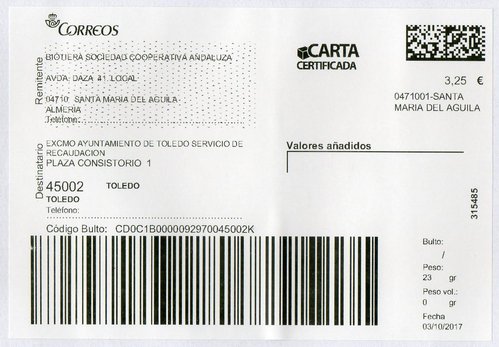 CORREOS
CARTA
CERTIFICADA
3,25 €
0471001-SANTA
MARIA DEL AGUILA
Remitente
BIOTIERA SOCIEDAD COOPERATIVA ANDALUZA
AVDA. DAZA 41. LOCAL
04710 SANTA MARIA DEL AGUILA
ALMERIA
Teléfono:
Destinatario
EXCMO AYUNTAMIENTO DE TOLEDO SERVICIO DE
RECAUDACION
PLAZA CONSISTORIO 1
45002 TOLEDO
TOLEDO
Teléfono:
Valores añadidos
315485
Código Bulto: CD0C1B0000092970045002K
Bulto:
/
Peso:
23 gr
Peso vol.:
0 gr
Fecha
03/10/2017